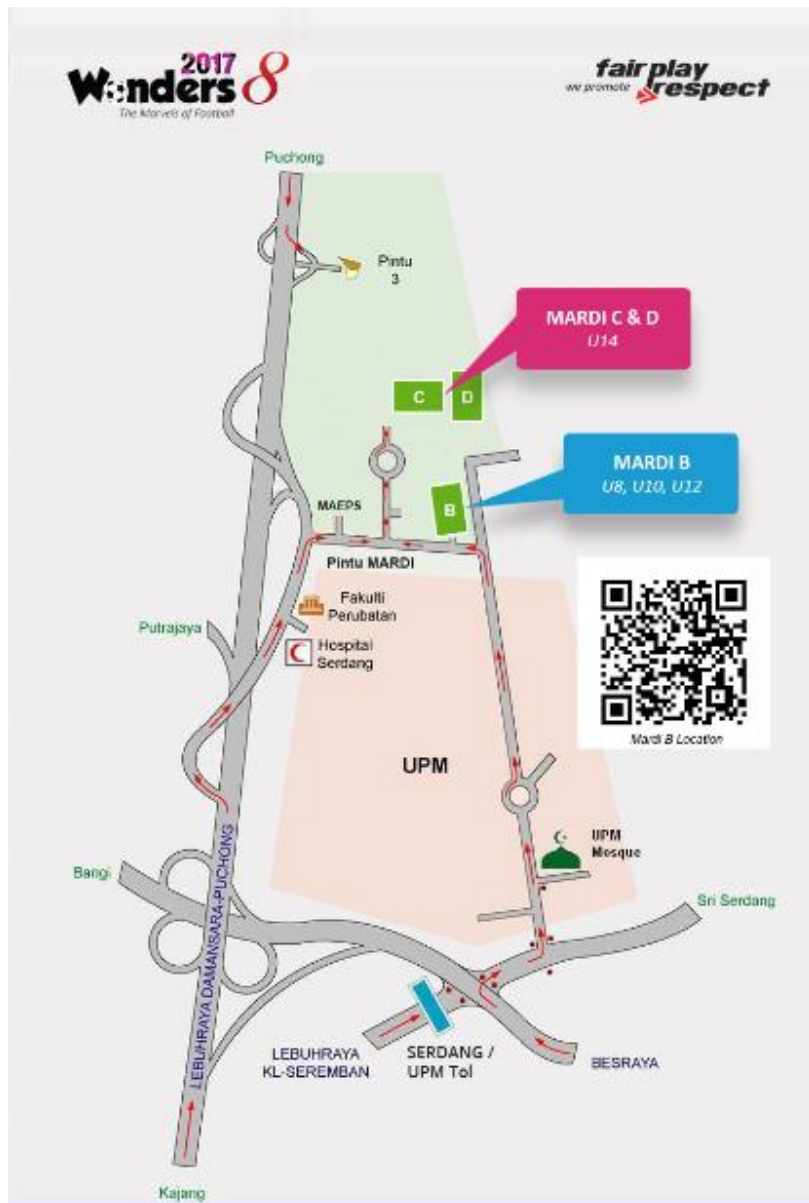 2017
Wonders 8
The Marvels of Football
fair play
we promote respect
Puchong
Pintu
3
MARDI C & D
U14
C
D
MARDI B
U8, U10, U12
B
MAEPS
Pintu MARDI
Fakulti
Perubatan
Putrajaya
Hospital
Serdang
Mardi B Location
UPM
UPM
Mosque
LEBUHRAYA DAMANSARA-PUCHONG
Bangi
Sri Serdang
LEBUHRAYA
KL-SEREMBAN
SERDANG /
UPM Tol
BESRAYA
Kajang